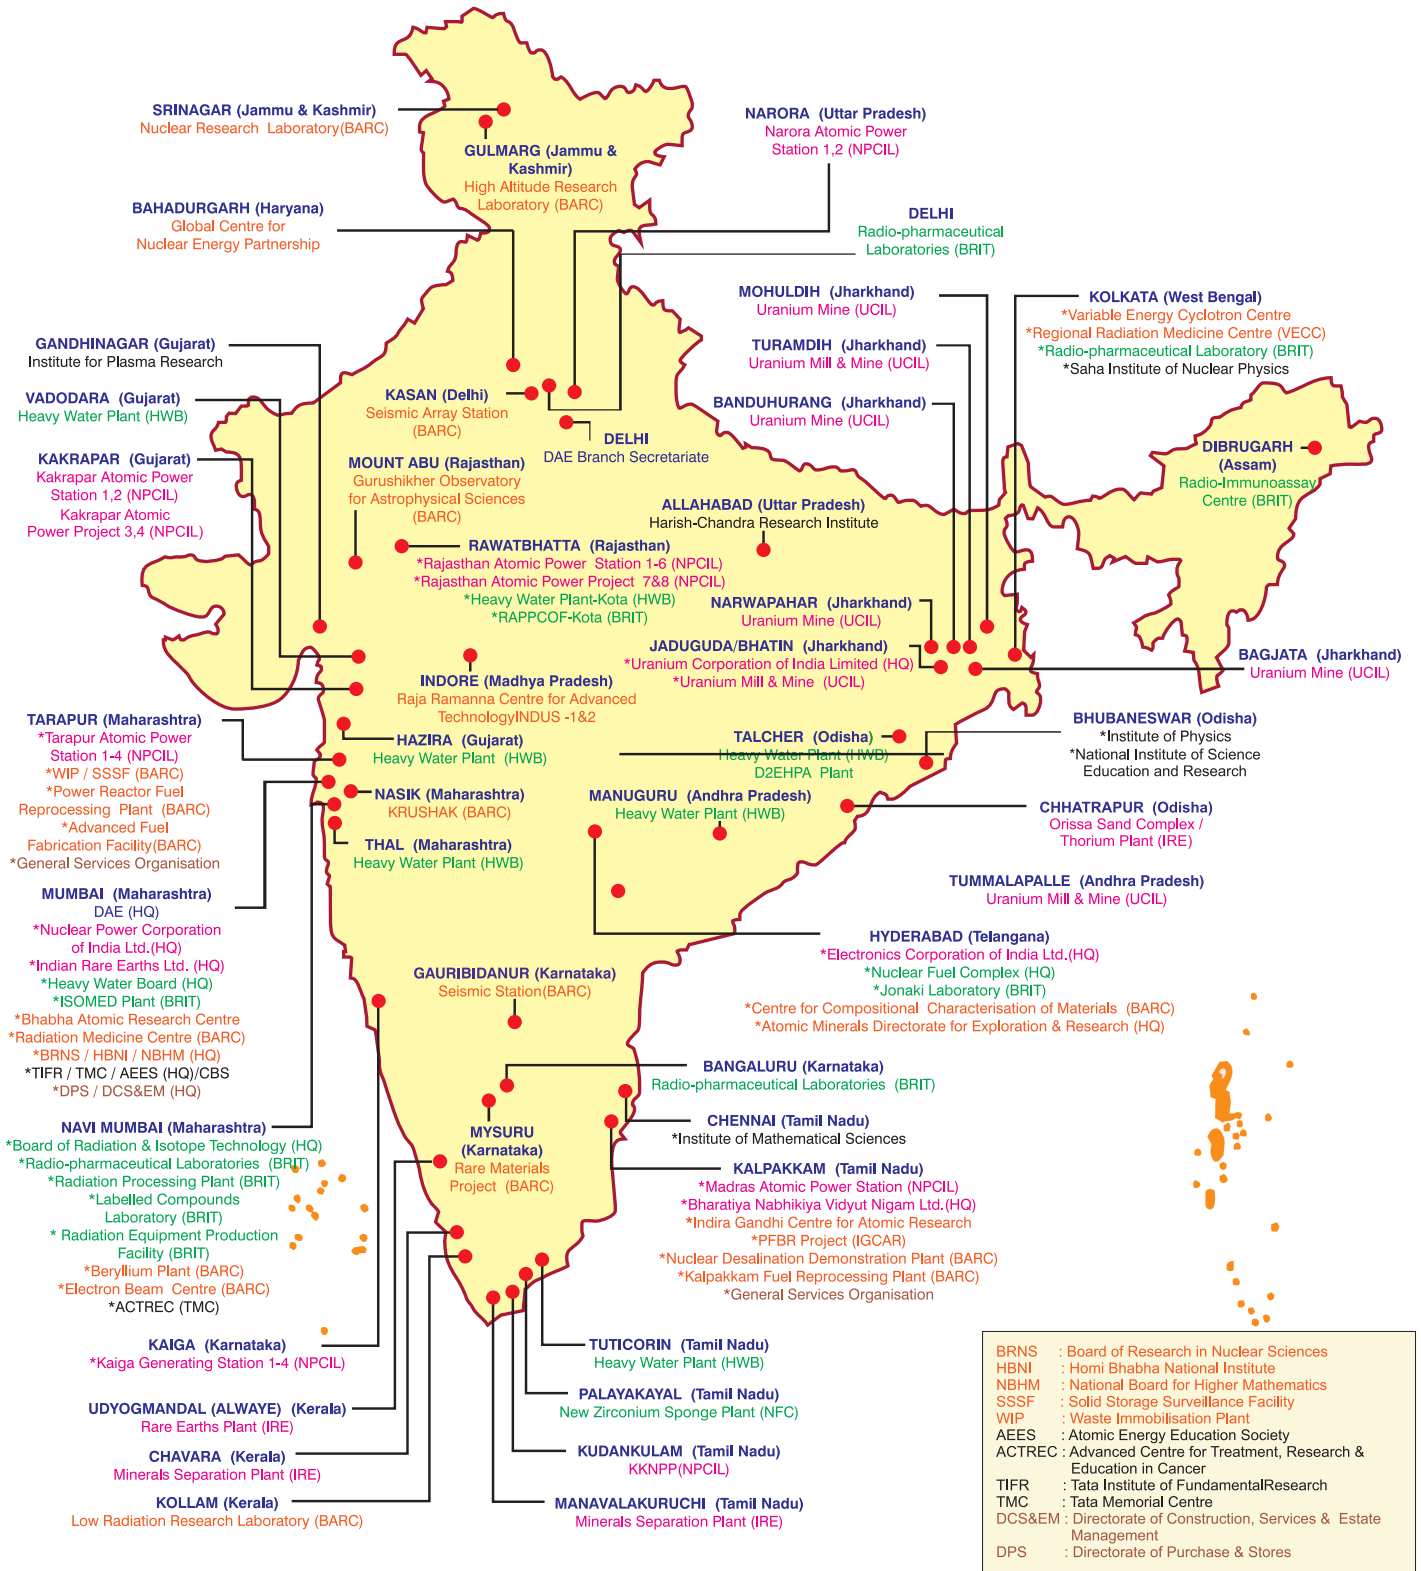 SRINAGAR (Jammu & Kashmir)
Nuclear Research Laboratory(BARC)
GULMARG (Jammu &
Kashmir)
High Altitude Research
Laboratory (BARC)
NARORA (Uttar Pradesh)
Narora Atomic Power
Station 1,2 (NPCIL)
BAHADURGARH (Haryana)
Global Centre for
Nuclear Energy Partnership
DELHI
Radio-pharmaceutical
Laboratories (BRIT)
MOHULDIH (Jharkhand)
Uranium Mine (UCIL)
KOLKATA (West Bengal)
*Variable Energy Cyclotron Centre
*Regional Radiation Medicine Centre (VECC)
*Radio-pharmaceutical Laboratory (BRIT)
*Saha Institute of Nuclear Physics
GANDHINAGAR (Gujarat)
Institute for Plasma Research
TURAMDIH (Jharkhand)
Uranium Mill & Mine (UCIL)
VADODARA (Gujarat)
Heavy Water Plant (HWB)
KASAN (Delhi)
Seismic Array Station
(BARC)
BANDUHURANG (Jharkhand)
Uranium Mine (UCIL)
DELHI
DAE Branch Secretariate
DIBRUGARH
(Assam)
Radio-Immunoassay
Centre (BRIT)
KAKRAPAR (Gujarat)
Kakrapar Atomic Power
Station 1,2 (NPCIL)
Kakrapar Atomic
Power Project 3,4 (NPCIL)
MOUNT ABU (Rajasthan)
Gurushikher Observatory
for Astrophysical Sciences
(BARC)
ALLAHABAD (Uttar Pradesh)
Harish-Chandra Research Institute
RAWATBHATTA (Rajasthan)
*Rajasthan Atomic Power Station 1-6 (NPCIL)
*Rajasthan Atomic Power Project 7&8 (NPCIL)
*Heavy Water Plant-Kota (HWB)
*RAPPCOF-Kota (BRIT)
NARWAPAHAR (Jharkhand)
Uranium Mine (UCIL)
JADUGUDA/BHATIN (Jharkhand)
*Uranium Corporation of India Limited (HQ)
*Uranium Mill & Mine (UCIL)
BAGJATA (Jharkhand)
Uranium Mine (UCIL)
INDORE (Madhya Pradesh)
Raja Ramanna Centre for Advanced
TechnologyINDUS -1&2
TARAPUR (Maharashtra)
*Tarapur Atomic Power
Station 1-4 (NPCIL)
*WIP / SSSF (BARC)
*Power Reactor Fuel
Reprocessing Plant (BARC)
*Advanced Fuel
Fabrication Facility(BARC)
*General Services Organisation
HAZIRA (Gujarat)
Heavy Water Plant (HWB)
TALCHER (Odisha)
Heavy Water Plant (HWB)
D2EHPA Plant
BHUBANESWAR (Odisha)
*Institute of Physics
*National Institute of Science
Education and Research
NASIK (Maharashtra)
KRUSHAK (BARC)
MANUGURU (Andhra Pradesh)
Heavy Water Plant (HWB)
CHHATRAPUR (Odisha)
Orissa Sand Complex /
Thorium Plant (IRE)
THAL (Maharashtra)
Heavy Water Plant (HWB)
TUMMALAPALLE (Andhra Pradesh)
Uranium Mill & Mine (UCIL)
MUMBAI (Maharashtra)
DAE (HQ)
*Nuclear Power Corporation
of India Ltd.(HQ)
*Indian Rare Earths Ltd. (HQ)
*Heavy Water Board (HQ)
*ISOMED Plant (BRIT)
*Bhabha Atomic Research Centre
*Radiation Medicine Centre (BARC)
*BRNS / HBNI / NBHM (HQ)
*TIFR / TMC / AEES (HQ)/CBS
*DPS / DCS&EM (HQ)
HYDERABAD (Telangana)
*Electronics Corporation of India Ltd.(HQ)
*Nuclear Fuel Complex (HQ)
*Jonaki Laboratory (BRIT)
*Centre for Compositional Characterisation of Materials (BARC)
*Atomic Minerals Directorate for Exploration & Research (HQ)
GAURIBIDANUR (Karnataka)
Seismic Station(BARC)
BANGALURU (Karnataka)
Radio-pharmaceutical Laboratories (BRIT)
CHENNAI (Tamil Nadu)
*Institute of Mathematical Sciences
MYSURU
(Karnataka)
Rare Materials
Project (BARC)
NAVI MUMBAI (Maharashtra)
*Board of Radiation & Isotope Technology (HQ)
*Radio-pharmaceutical Laboratories (BRIT)
*Radiation Processing Plant (BRIT)
*Labelled Compounds
Laboratory (BRIT)
* Radiation Equipment Production
Facility (BRIT)
*Beryllium Plant (BARC)
*Electron Beam Centre (BARC)
*ACTREC (TMC)
KALPAKKAM (Tamil Nadu)
*Madras Atomic Power Station (NPCIL)
*Bharatiya Nabhikiya Vidyut Nigam Ltd.(HQ)
*Indira Gandhi Centre for Atomic Research
*PFBR Project (IGCAR)
*Nuclear Desalination Demonstration Plant (BARC)
*Kalpakkam Fuel Reprocessing Plant (BARC)
*General Services Organisation
KAIGA (Karnataka)
*Kaiga Generating Station 1-4 (NPCIL)
TUTICORIN (Tamil Nadu)
Heavy Water Plant (HWB)
UDYOGMANDAL (ALWAYE) (Kerala)
Rare Earths Plant (IRE)
PALAYAKAYAL (Tamil Nadu)
New Zirconium Sponge Plant (NFC)
CHAVARA (Kerala)
Minerals Separation Plant (IRE)
KUDANKULAM (Tamil Nadu)
KKNPP(NPCIL)
KOLLAM (Kerala)
Low Radiation Research Laboratory (BARC)
MANAVALAKURUCHI (Tamil Nadu)
Minerals Separation Plant (IRE)
BRNS : Board of Research in Nuclear Sciences
HBNI : Homi Bhabha National Institute
NBHM : National Board for Higher Mathematics
SSSF : Solid Storage Surveillance Facility
WIP : Waste Immobilisation Plant
AEES : Atomic Energy Education Society
ACTREC : Advanced Centre for Treatment, Research &
Education in Cancer
TIFR : Tata Institute of FundamentalResearch
TMC : Tata Memorial Centre
DCS&EM : Directorate of Construction, Services & Estate
Management
DPS : Directorate of Purchase & Stores